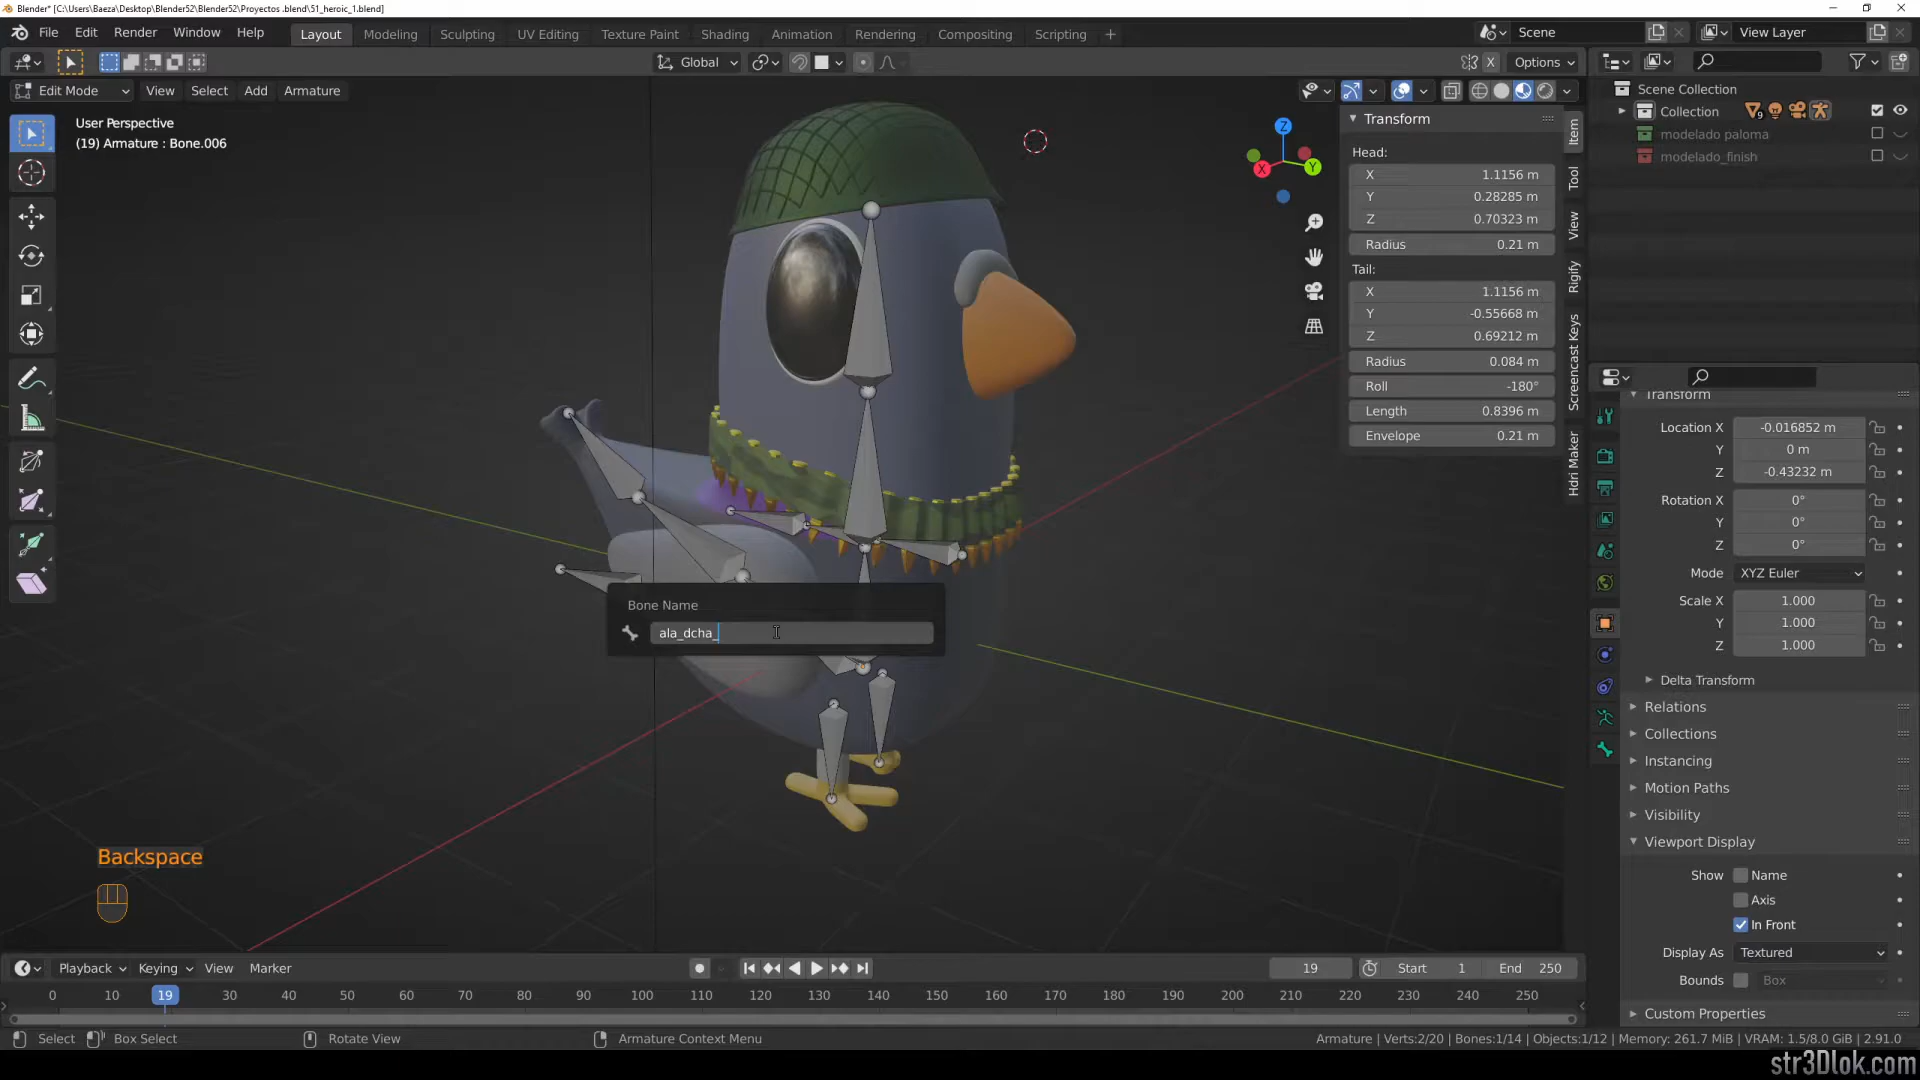 Blender* [C:\Users\Baeza\Desktop\Blender52\Blender52\Proyectos .blend\51_heroic_1.blend]
File Edit Render Window Help Layout Modeling Sculpting UV Editing Texture Paint Shading Animation Rendering Compositing Scripting + Scene View Layer
Global X Options
Edit Mode View Select Add Armature
User Perspective
(19) Armature : Bone.006
Z
Y
X
Transform
Head:
X 1.1156 m
Y 0.28285 m
Z 0.70323 m
Radius 0.21 m
Tail:
X 1.1156 m
Y -0.55668 m
Z 0.69212 m
Radius 0.084 m
Roll -180°
Length 0.8396 m
Envelope 0.21 m
Item
Tool
View
Rigify
Screencast Keys
Hdri Maker
Scene Collection
Collection 9
modelado paloma
modelado_finish
Transform
Location X -0.016852 m
Y 0 m
Z -0.43232 m
Rotation X 0°
Y 0°
Z 0°
Mode XYZ Euler
Scale X 1.000
Y 1.000
Z 1.000
Delta Transform
Relations
Collections
Instancing
Motion Paths
Visibility
Viewport Display
Show Name
Axis
In Front
Display As Textured
Bounds Box
Custom Properties
Bone Name
ala_dcha_
Backspace
Playback Keying View Marker 19 Start 1 End 250
0 10 19 30 40 50 60 70 80 90 100 110 120 130 140 150 160 170 180 190 200 210 220 230 240 250
Select Box Select Rotate View Armature Context Menu Armature | Verts:2/20 | Bones:1/14 | Objects:1/12 | Memory: 261.7 MiB | VRAM: 1.5/8.0 GiB | 2.91.0
str3Dlok.com